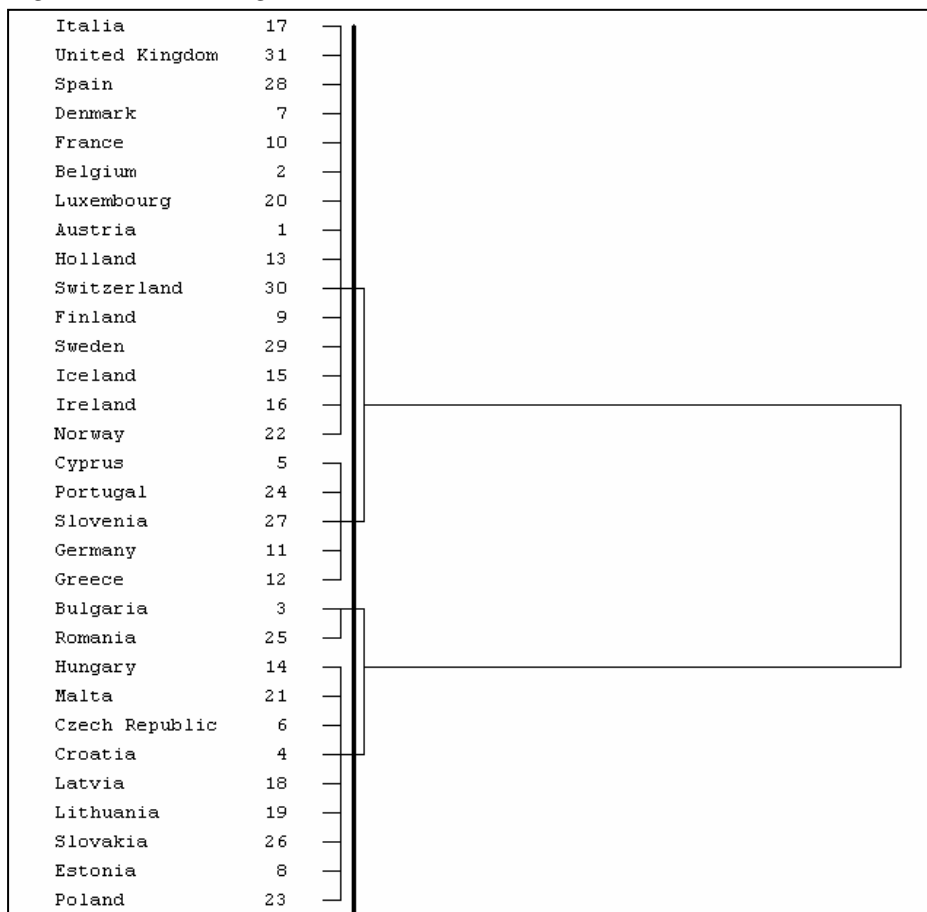 Italia 17
United Kingdom 31
Spain 28
Denmark 7
France 10
Belgium 2
Luxembourg 20
Austria 1
Holland 13
Switzerland 30
Finland 9
Sweden 29
Iceland 15
Ireland 16
Norway 22
Cyprus 5
Portugal 24
Slovenia 27
Germany 11
Greece 12
Bulgaria 3
Romania 25
Hungary 14
Malta 21
Czech Republic 6
Croatia 4
Latvia 18
Lithuania 19
Slovakia 26
Estonia 8
Poland 23